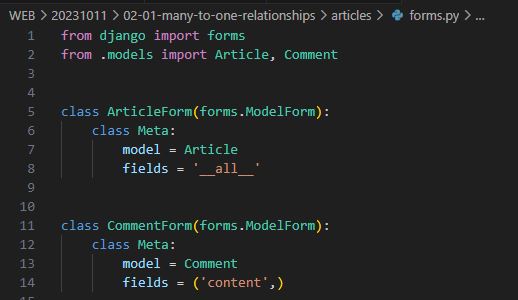 WEB > 20231011 > 02-01-many-to-one-relationships > articles > forms.py > ...
1 from django import forms
2 from .models import Article, Comment
3
4
5 class ArticleForm(forms.ModelForm):
6     class Meta:
7         model = Article
8         fields = '__all__'
9
10
11 class CommentForm(forms.ModelForm):
12     class Meta:
13         model = Comment
14         fields = ('content',)
15